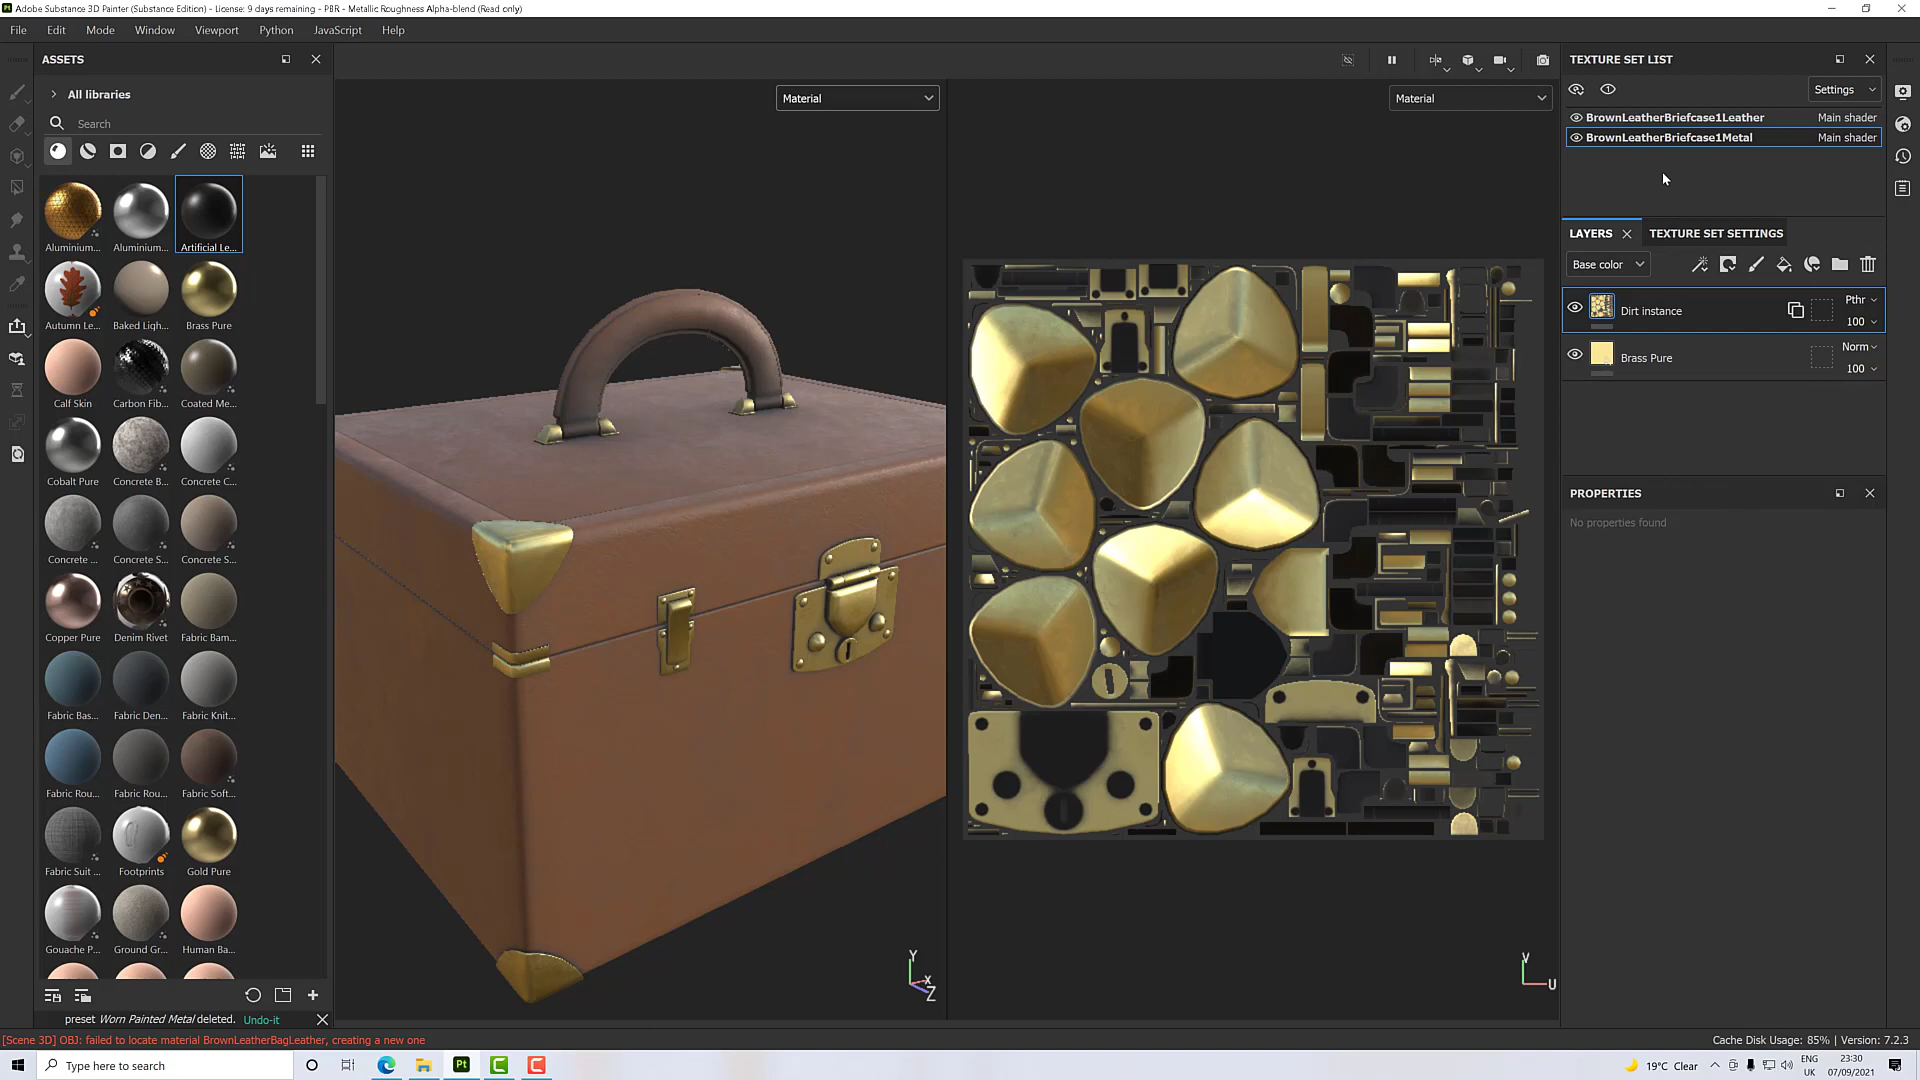 Pt Adobe Substance 3D Painter (Substance Edition) - License: 9 days remaining - PBR - Metallic Roughness Alpha-blend (Read only)
File Edit Mode Window Viewport Python JavaScript Help
ASSETS
All libraries
Search
Aluminium... Aluminium... Artificial Le...
Autumn Le... Baked Ligh... Brass Pure
Calf Skin Carbon Fib... Coated Me...
Cobalt Pure Concrete B... Concrete C...
Concrete ... Concrete S... Concrete S...
Copper Pure Denim Rivet Fabric Bam...
Fabric Bas... Fabric Den... Fabric Knit...
Fabric Rou... Fabric Rou... Fabric Soft...
Fabric Suit ... Footprints Gold Pure
Gouache P... Ground Gr... Human Ba...
preset Worn Painted Metal deleted. Undo-it
Material
Y
X
Z
Material
V
U
TEXTURE SET LIST
Settings
BrownLeatherBriefcase1Leather Main shader
BrownLeatherBriefcase1Metal Main shader
LAYERS TEXTURE SET SETTINGS
Base color
Dirt instance Pthr
100
Brass Pure Norm
100
PROPERTIES
No properties found
[Scene 3D] OBJ: failed to locate material BrownLeatherBagLeather, creating a new one
Cache Disk Usage: 85% | Version: 7.2.3
Type here to search
Pt
19°C Clear
ENG
UK
23:30
07/09/2021